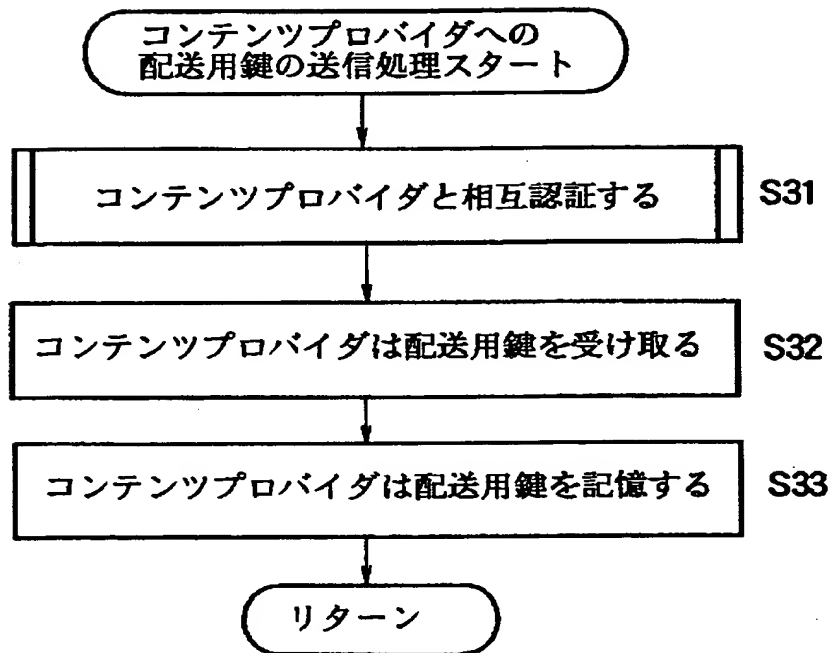 コンテンツプロバイダへの
配送用鍵の送信処理スタート
コンテンツプロバイダと相互認証する
S31
コンテンツプロバイダは配送用鍵を受け取る
S32
コンテンツプロバイダは配送用鍵を記憶する
S33
リターン